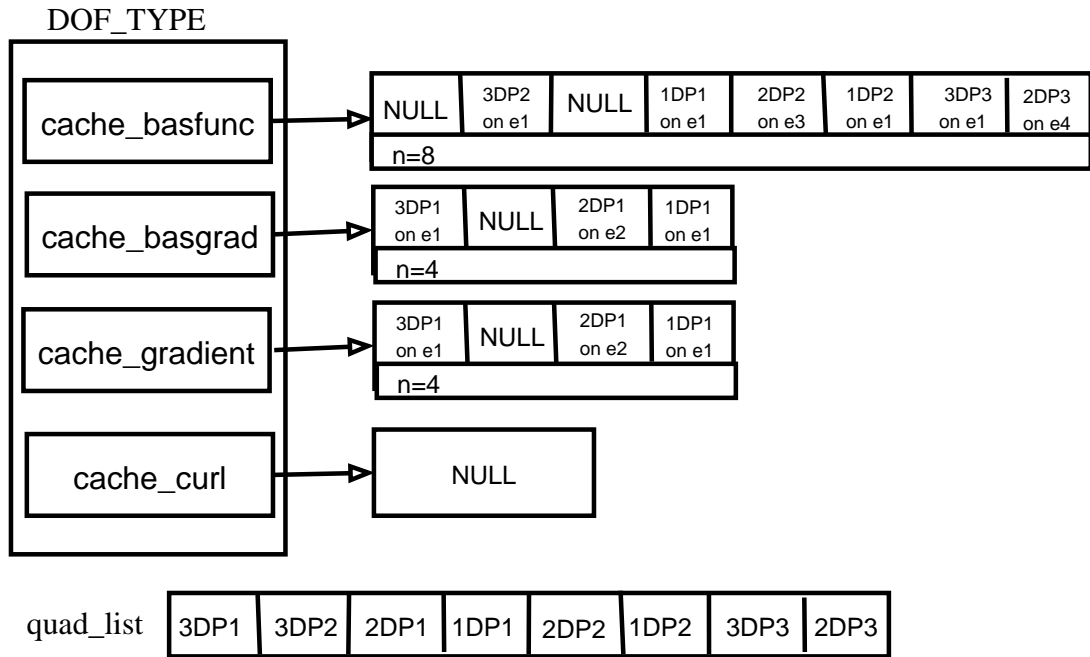 DOF_TYPE
cache_basfunc
NULL 3DP2 NULL 1DP1 2DP2 1DP2 3DP3 2DP3
on e1 on e1 on e3 on e1 on e1 on e4
n=8
cache_basgrad
3DP1 NULL 2DP1 1DP1
on e1 on e2 on e1
n=4
cache_gradient
3DP1 NULL 2DP1 1DP1
on e1 on e2 on e1
n=4
cache_curl
NULL
quad_list 3DP1 3DP2 2DP1 1DP1 2DP2 1DP2 3DP3 2DP3